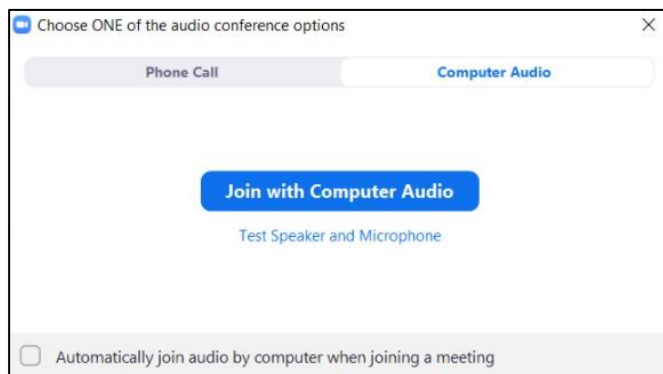 Choose ONE of the audio conference options
Phone Call
Computer Audio
Join with Computer Audio
Test Speaker and Microphone
Automatically join audio by computer when joining a meeting